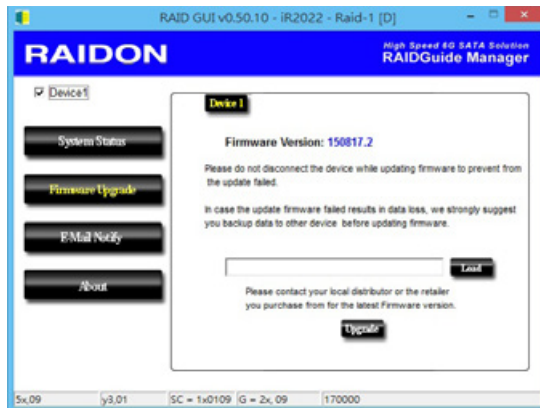 RAID GUI v0.50.10 - iR2022 - Raid-1 [D]
RAIDON
High Speed 6G SATA Solution
RAIDGuide Manager
Device1
Device 1
System Status
Firmware Upgrade
E-Mail Notify
About
Firmware Version: 150817.2
Please do not disconnect the device while updating firmware to prevent from
the update failed.
In case the update firmware failed results in data loss, we strongly suggest
you backup data to other device before updating firmware.
Load
Please contact your local distributor or the retailer
you purchase from for the latest Firmware version.
Upgrade
5x,09 y3,01 SC = 1x0109 G = 2x, 09 170000